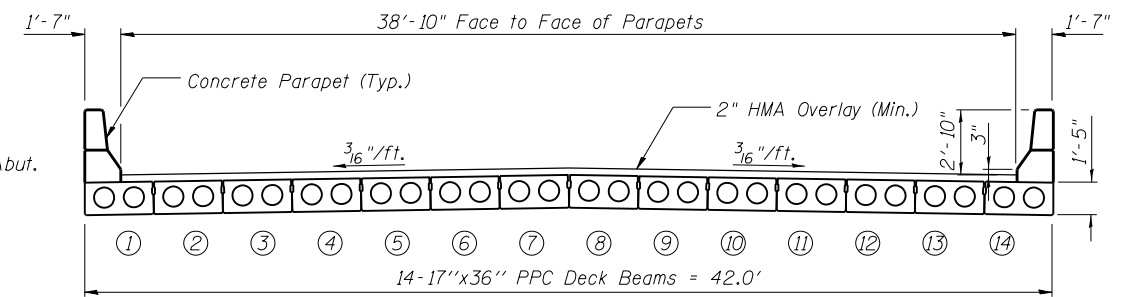 1'-7"
38'-10" Face to Face of Parapets
1'-7"
Concrete Parapet (Typ.)
2" HMA Overlay (Min.)
2'-10"
3"
1'-5"
3/16"/ft.
3/16"/ft.
but.
1
2
3
4
5
6
7
8
9
10
11
12
13
14
14-17''x36'' PPC Deck Beams = 42.0'